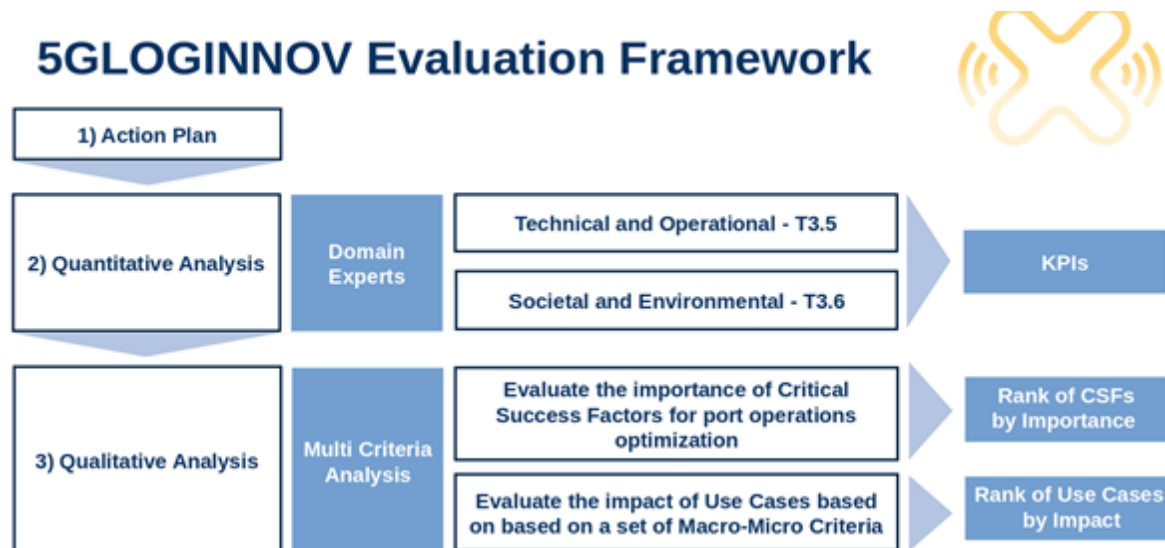 5GLOGINNOV Evaluation Framework
1) Action Plan
2) Quantitative Analysis
Domain
Experts
Technical and Operational - T3.5
Societal and Environmental - T3.6
KPIs
3) Qualitative Analysis
Multi Criteria
Analysis
Evaluate the importance of Critical
Success Factors for port operations
optimization
Rank of CSFs
by Importance
Evaluate the impact of Use Cases based
on based on a set of Macro-Micro Criteria
Rank of Use Cases
by Impact